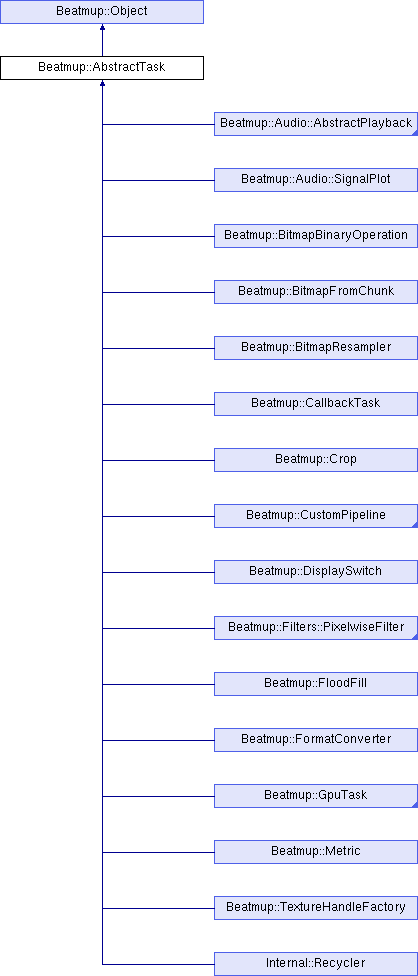 Beatmup::Object
Beatmup::AbstractTask
Beatmup::Audio::AbstractPlayback
Beatmup::Audio::SignalPlot
Beatmup::BitmapBinaryOperation
Beatmup::BitmapFromChunk
Beatmup::BitmapResampler
Beatmup::CallbackTask
Beatmup::Crop
Beatmup::CustomPipeline
Beatmup::DisplaySwitch
Beatmup::Filters::PixelwiseFilter
Beatmup::FloodFill
Beatmup::FormatConverter
Beatmup::GpuTask
Beatmup::Metric
Beatmup::TextureHandleFactory
Internal::Recycler